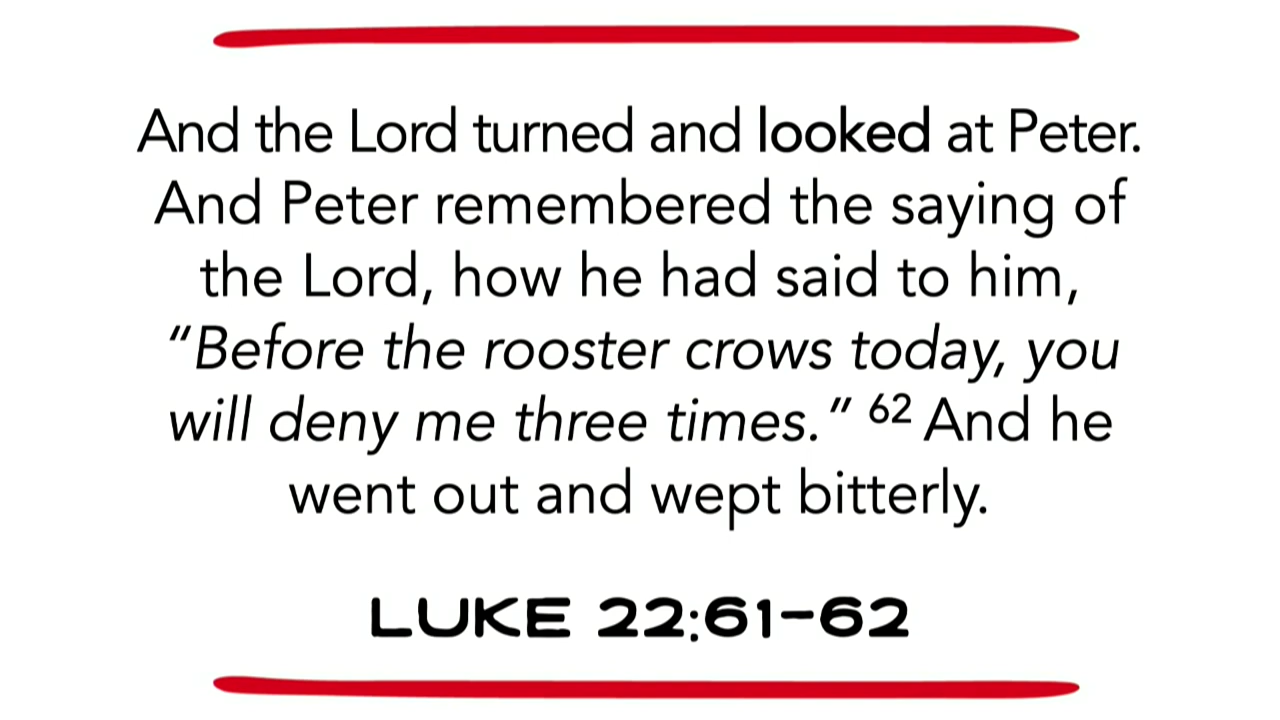 And the Lord turned and looked at Peter.
And Peter remembered the saying of
the Lord, how he had said to him,
“Before the rooster crows today, you
will deny me three times.” 62 And he
went out and wept bitterly.
LUKE 22:61-62